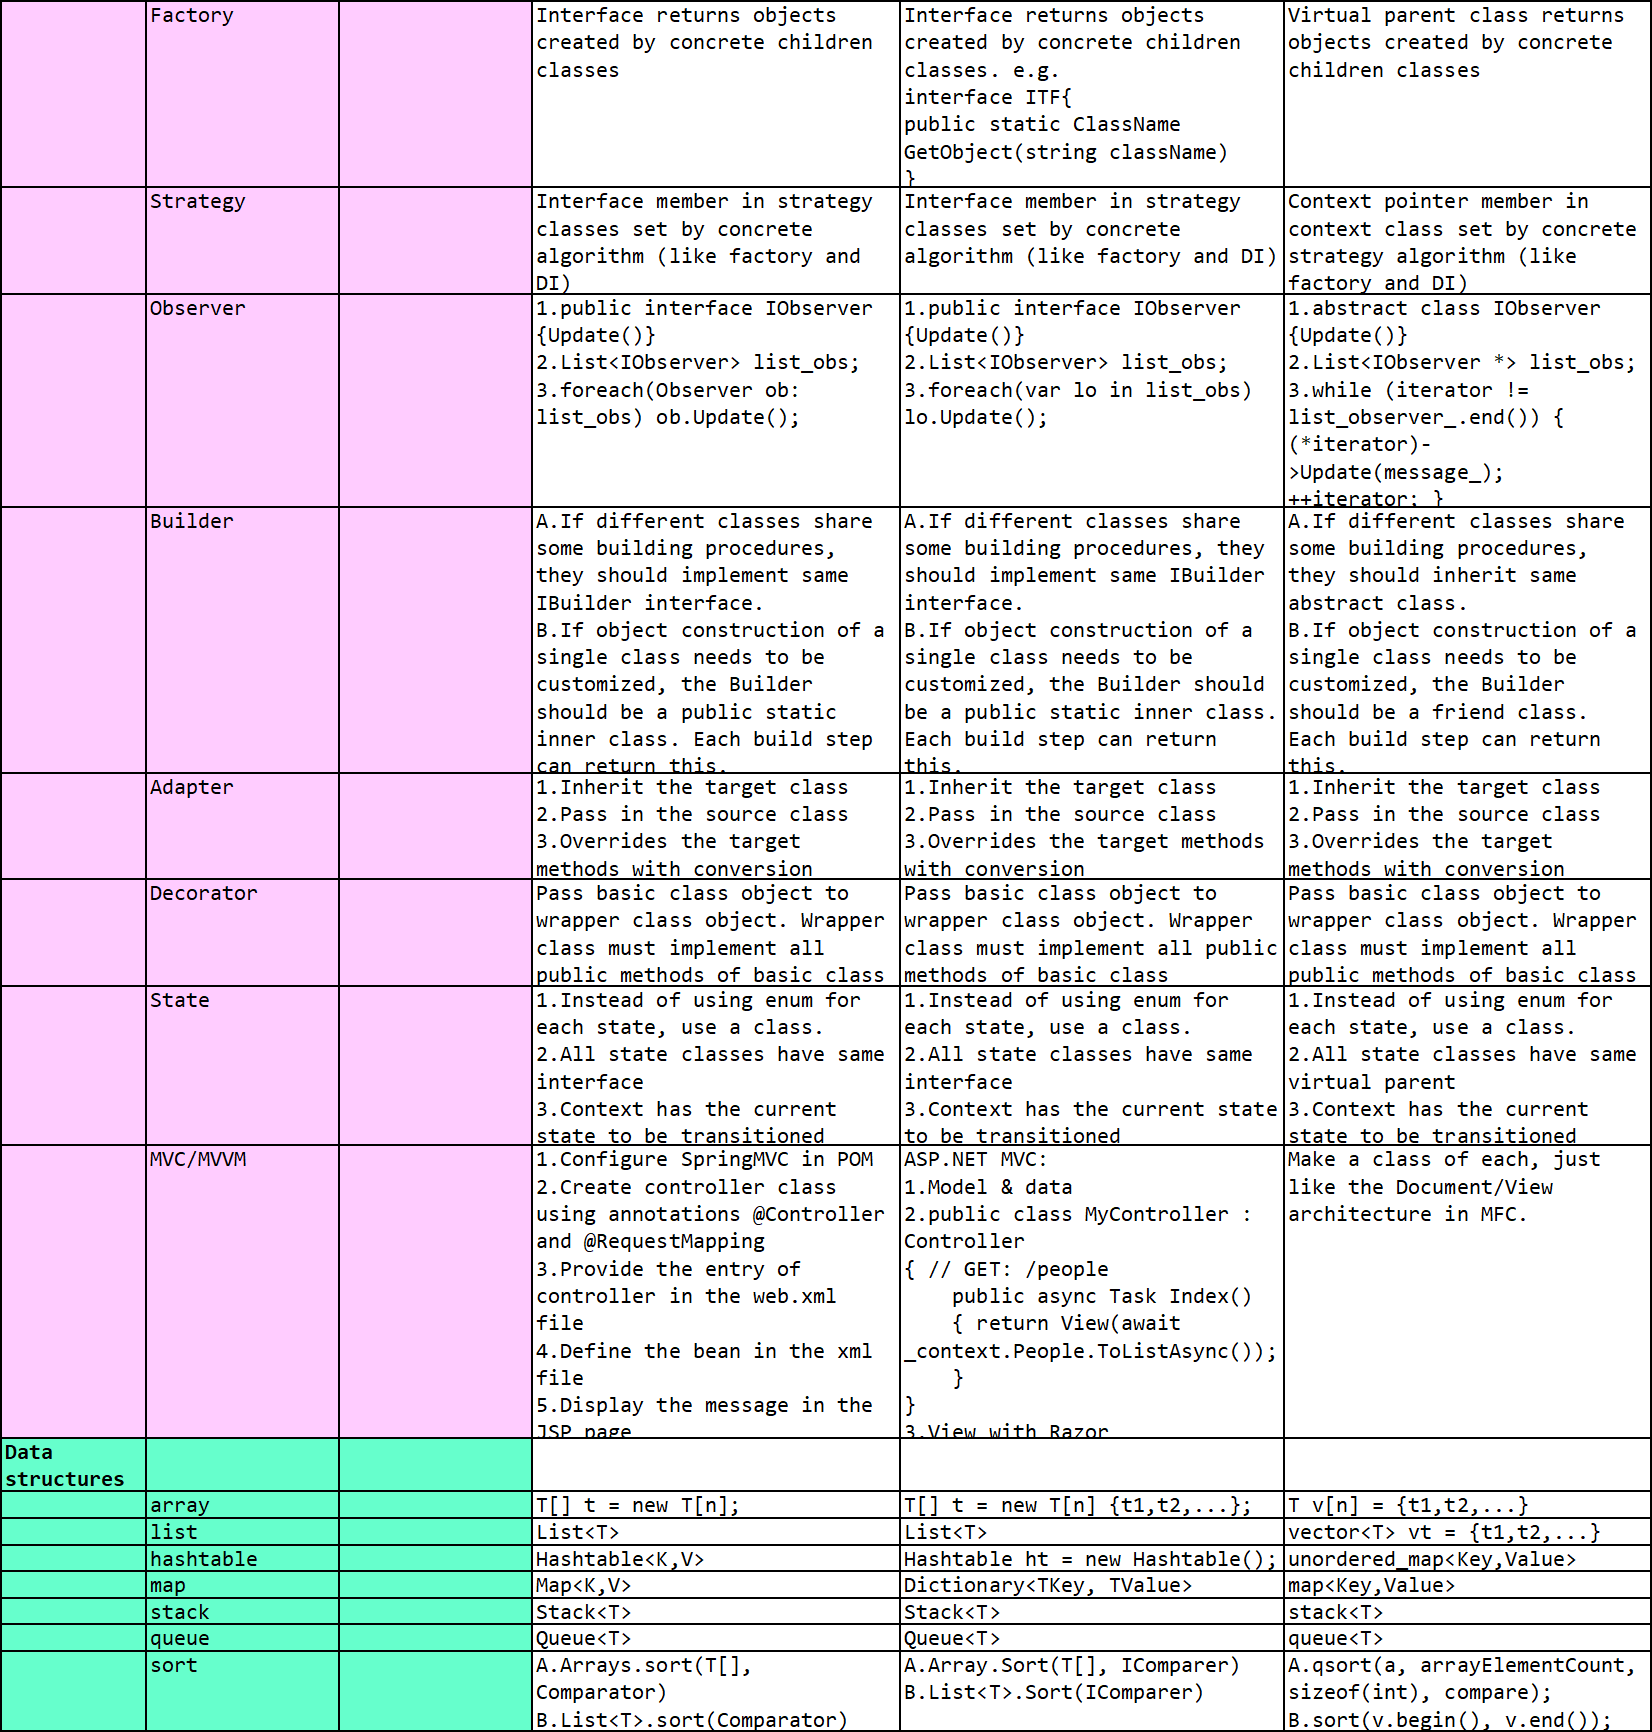 Factory
Interface returns objects
created by concrete children
classes
Interface returns objects
created by concrete children
classes. e.g.
interface ITF{
public static ClassName
GetObject(string className)
}
Virtual parent class returns
objects created by concrete
children classes
Strategy
Interface member in strategy
classes set by concrete
algorithm (like factory and
DI)
Interface member in strategy
classes set by concrete
algorithm (like factory and DI)
Context pointer member in
context class set by concrete
strategy algorithm (like
factory and DI)
Observer
1.public interface IObserver
{Update()}
2.List<IObserver> list_obs;
3.foreach(Observer ob:
list_obs) ob.Update();
1.public interface IObserver
{Update()}
2.List<IObserver> list_obs;
3.foreach(var lo in list_obs)
lo.Update();
1.abstract class IObserver
{Update()}
2.List<IObserver *> list_obs;
3.while (iterator !=
list_observer_.end()) {
(*iterator)-
>Update(message_);
++iterator; }
Builder
A.If different classes share
some building procedures,
they should implement same
IBuilder interface.
B.If object construction of a
single class needs to be
customized, the Builder
should be a public static
inner class. Each build step
can return this.
A.If different classes share
some building procedures, they
should implement same IBuilder
interface.
B.If object construction of a
single class needs to be
customized, the Builder should
be a public static inner class.
Each build step can return
this.
A.If different classes share
some building procedures,
they should inherit same
abstract class.
B.If object construction of a
single class needs to be
customized, the Builder
should be a friend class.
Each build step can return
this.
Adapter
1.Inherit the target class
2.Pass in the source class
3.Overrides the target
methods with conversion
1.Inherit the target class
2.Pass in the source class
3.Overrides the target methods
with conversion
1.Inherit the target class
2.Pass in the source class
3.Overrides the target
methods with conversion
Decorator
Pass basic class object to
wrapper class object. Wrapper
class must implement all
public methods of basic class
Pass basic class object to
wrapper class object. Wrapper
class must implement all public
methods of basic class
Pass basic class object to
wrapper class object. Wrapper
class must implement all
public methods of basic class
State
1.Instead of using enum for
each state, use a class.
2.All state classes have same
interface
3.Context has the current
state to be transitioned
1.Instead of using enum for
each state, use a class.
2.All state classes have same
interface
3.Context has the current state
to be transitioned
1.Instead of using enum for
each state, use a class.
2.All state classes have same
virtual parent
3.Context has the current
state to be transitioned
MVC/MVVM
1.Configure SpringMVC in POM
2.Create controller class
using annotations @Controller
and @RequestMapping
3.Provide the entry of
controller in the web.xml
file
4.Define the bean in the xml
file
5.Display the message in the
JSP page
ASP.NET MVC:
1.Model & data
2.public class MyController :
Controller
{ // GET: /people
public async Task Index()
{ return View(await
_context.People.ToListAsync());
}
}
3.View with Razor
Make a class of each, just
like the Document/View
architecture in MFC.
Data
structures
array
T[] t = new T[n];
T[] t = new T[n] {t1,t2,...};
T v[n] = {t1,t2,...}
list
List<T>
List<T>
vector<T> vt = {t1,t2,...}
hashtable
Hashtable<K,V>
Hashtable ht = new Hashtable();
unordered_map<Key,Value>
map
Map<K,V>
Dictionary<TKey, TValue>
map<Key,Value>
stack
Stack<T>
Stack<T>
stack<T>
queue
Queue<T>
Queue<T>
queue<T>
sort
A.Arrays.sort(T[],
Comparator)
B.List<T>.sort(Comparator)
A.Array.Sort(T[], IComparer)
B.List<T>.Sort(IComparer)
A.qsort(a, arrayElementCount,
sizeof(int), compare);
B.sort(v.begin(), v.end());